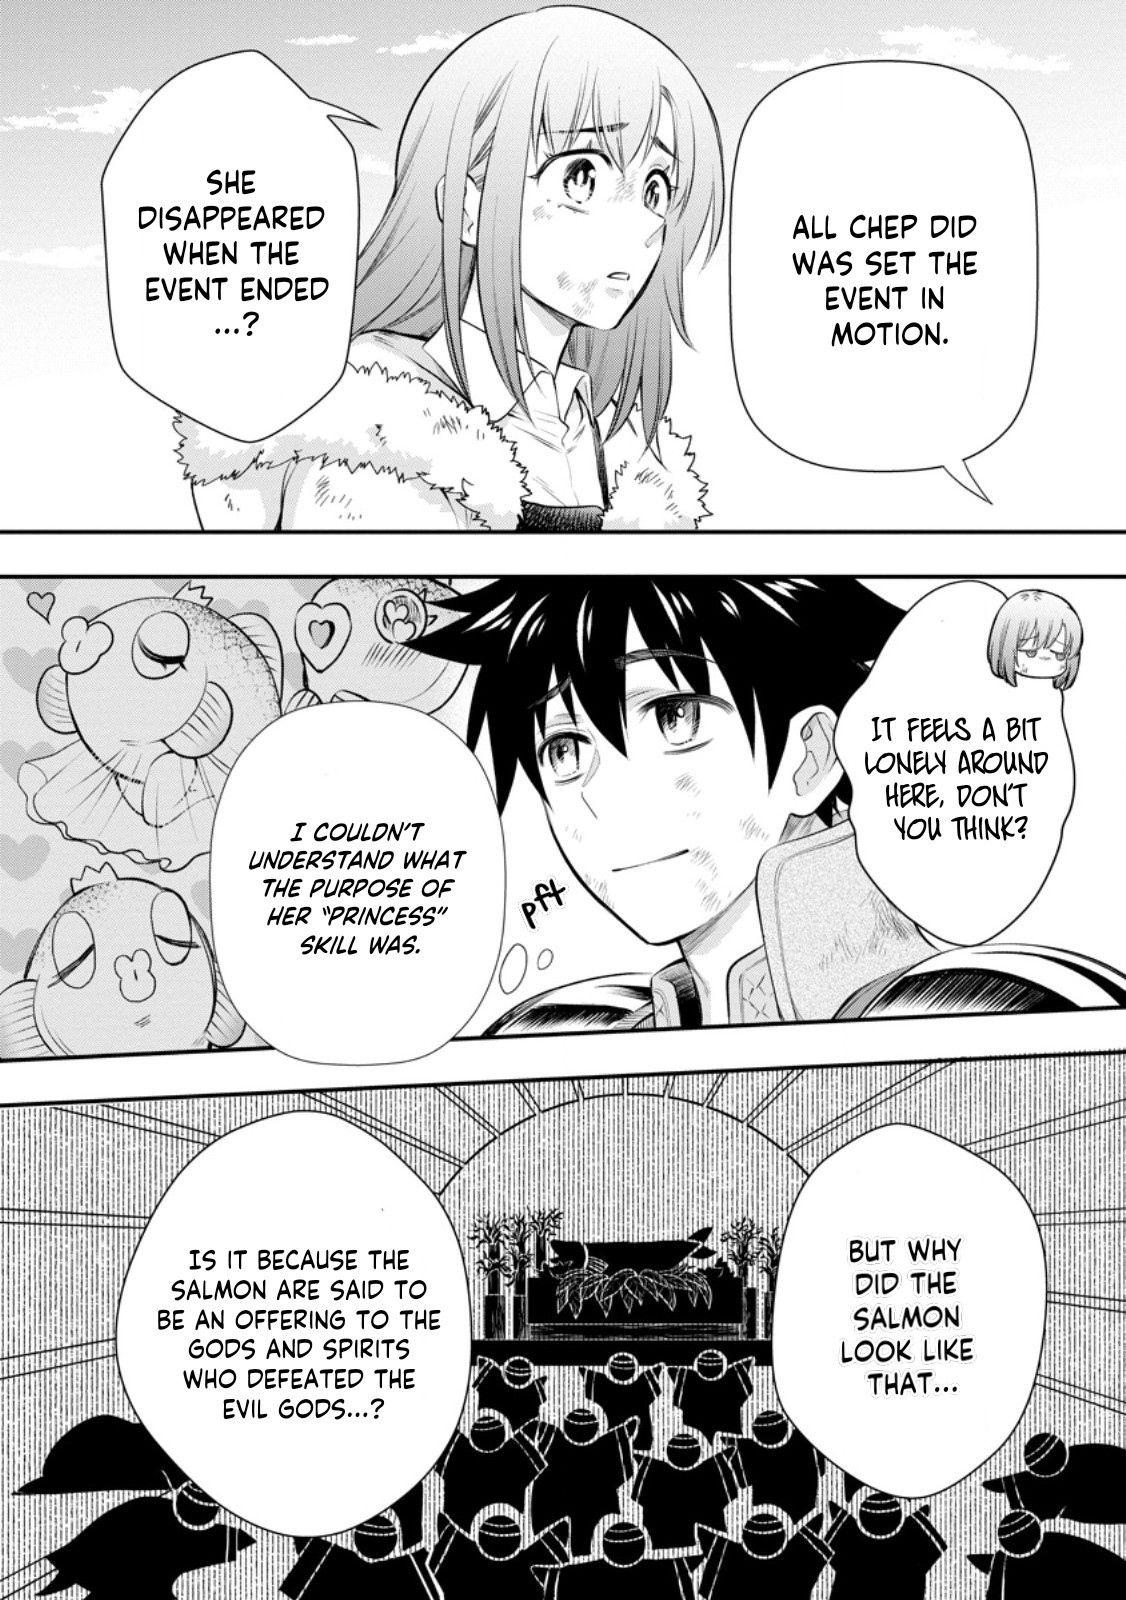 ALL CHEP DID
WAS SET THE
EVENT IN
MOTION.
SHE
DISAPPEARED
WHEN THE
EVENT ENDED
...?
IT FEELS A BIT
LONELY AROUND
HERE, DON'T
YOU THINK?
pft
I COULDN'T
UNDERSTAND WHAT
THE PURPOSE OF
HER "PRINCESS"
SKILL WAS.
BUT WHY
DID THE
SALMON
LOOK LIKE
THAT...
IS IT BECAUSE THE
SALMON ARE SAID TO
BE AN OFFERING TO THE
GODS AND SPIRITS
WHO DEFEATED THE
EVIL GODS...?